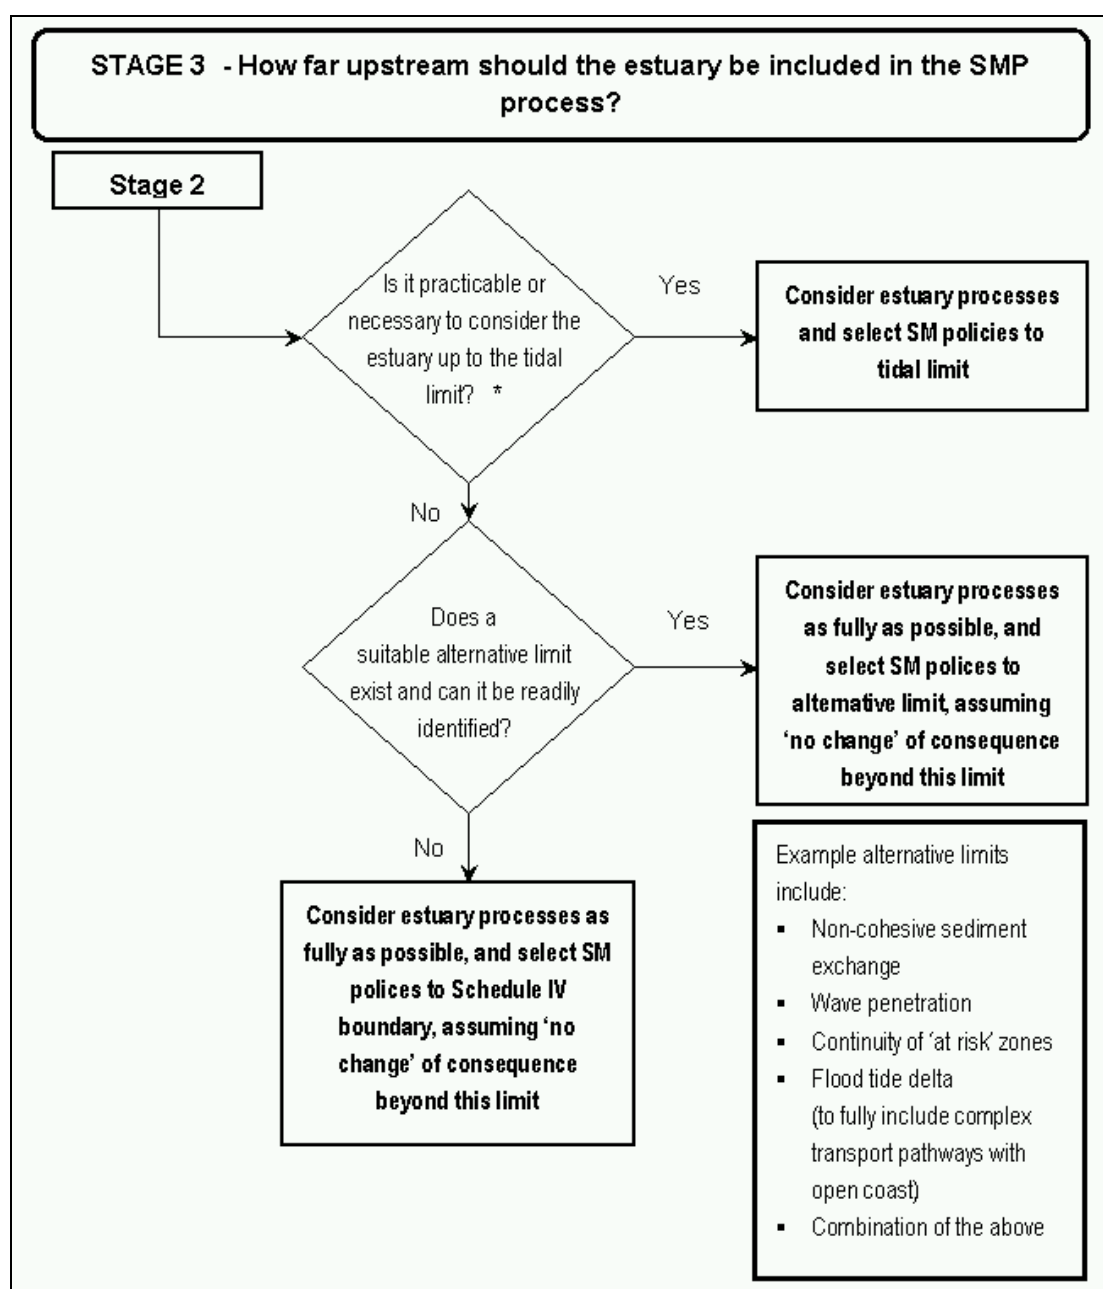 STAGE 3 - How far upstream should the estuary be included in the SMP
process?
Stage 2
Is it practicable or
necessary to consider the
estuary up to the tidal
limit? *
Yes
Consider estuary processes
and select SM policies to
tidal limit
No
Does a
suitable alternative limit
exist and can it be readily
identified?
Yes
Consider estuary processes
as fully as possible, and
select SM polices to
alternative limit, assuming
‘no change’ of consequence
beyond this limit
No
Consider estuary processes as
fully as possible, and select SM
polices to Schedule IV
boundary, assuming ‘no
change’ of consequence
beyond this limit
Example alternative limits
include:
▪ Non-cohesive sediment
exchange
▪ Wave penetration
▪ Continuity of ‘at risk’ zones
▪ Flood tide delta
(to fully include complex
transport pathways with
open coast)
▪ Combination of the above